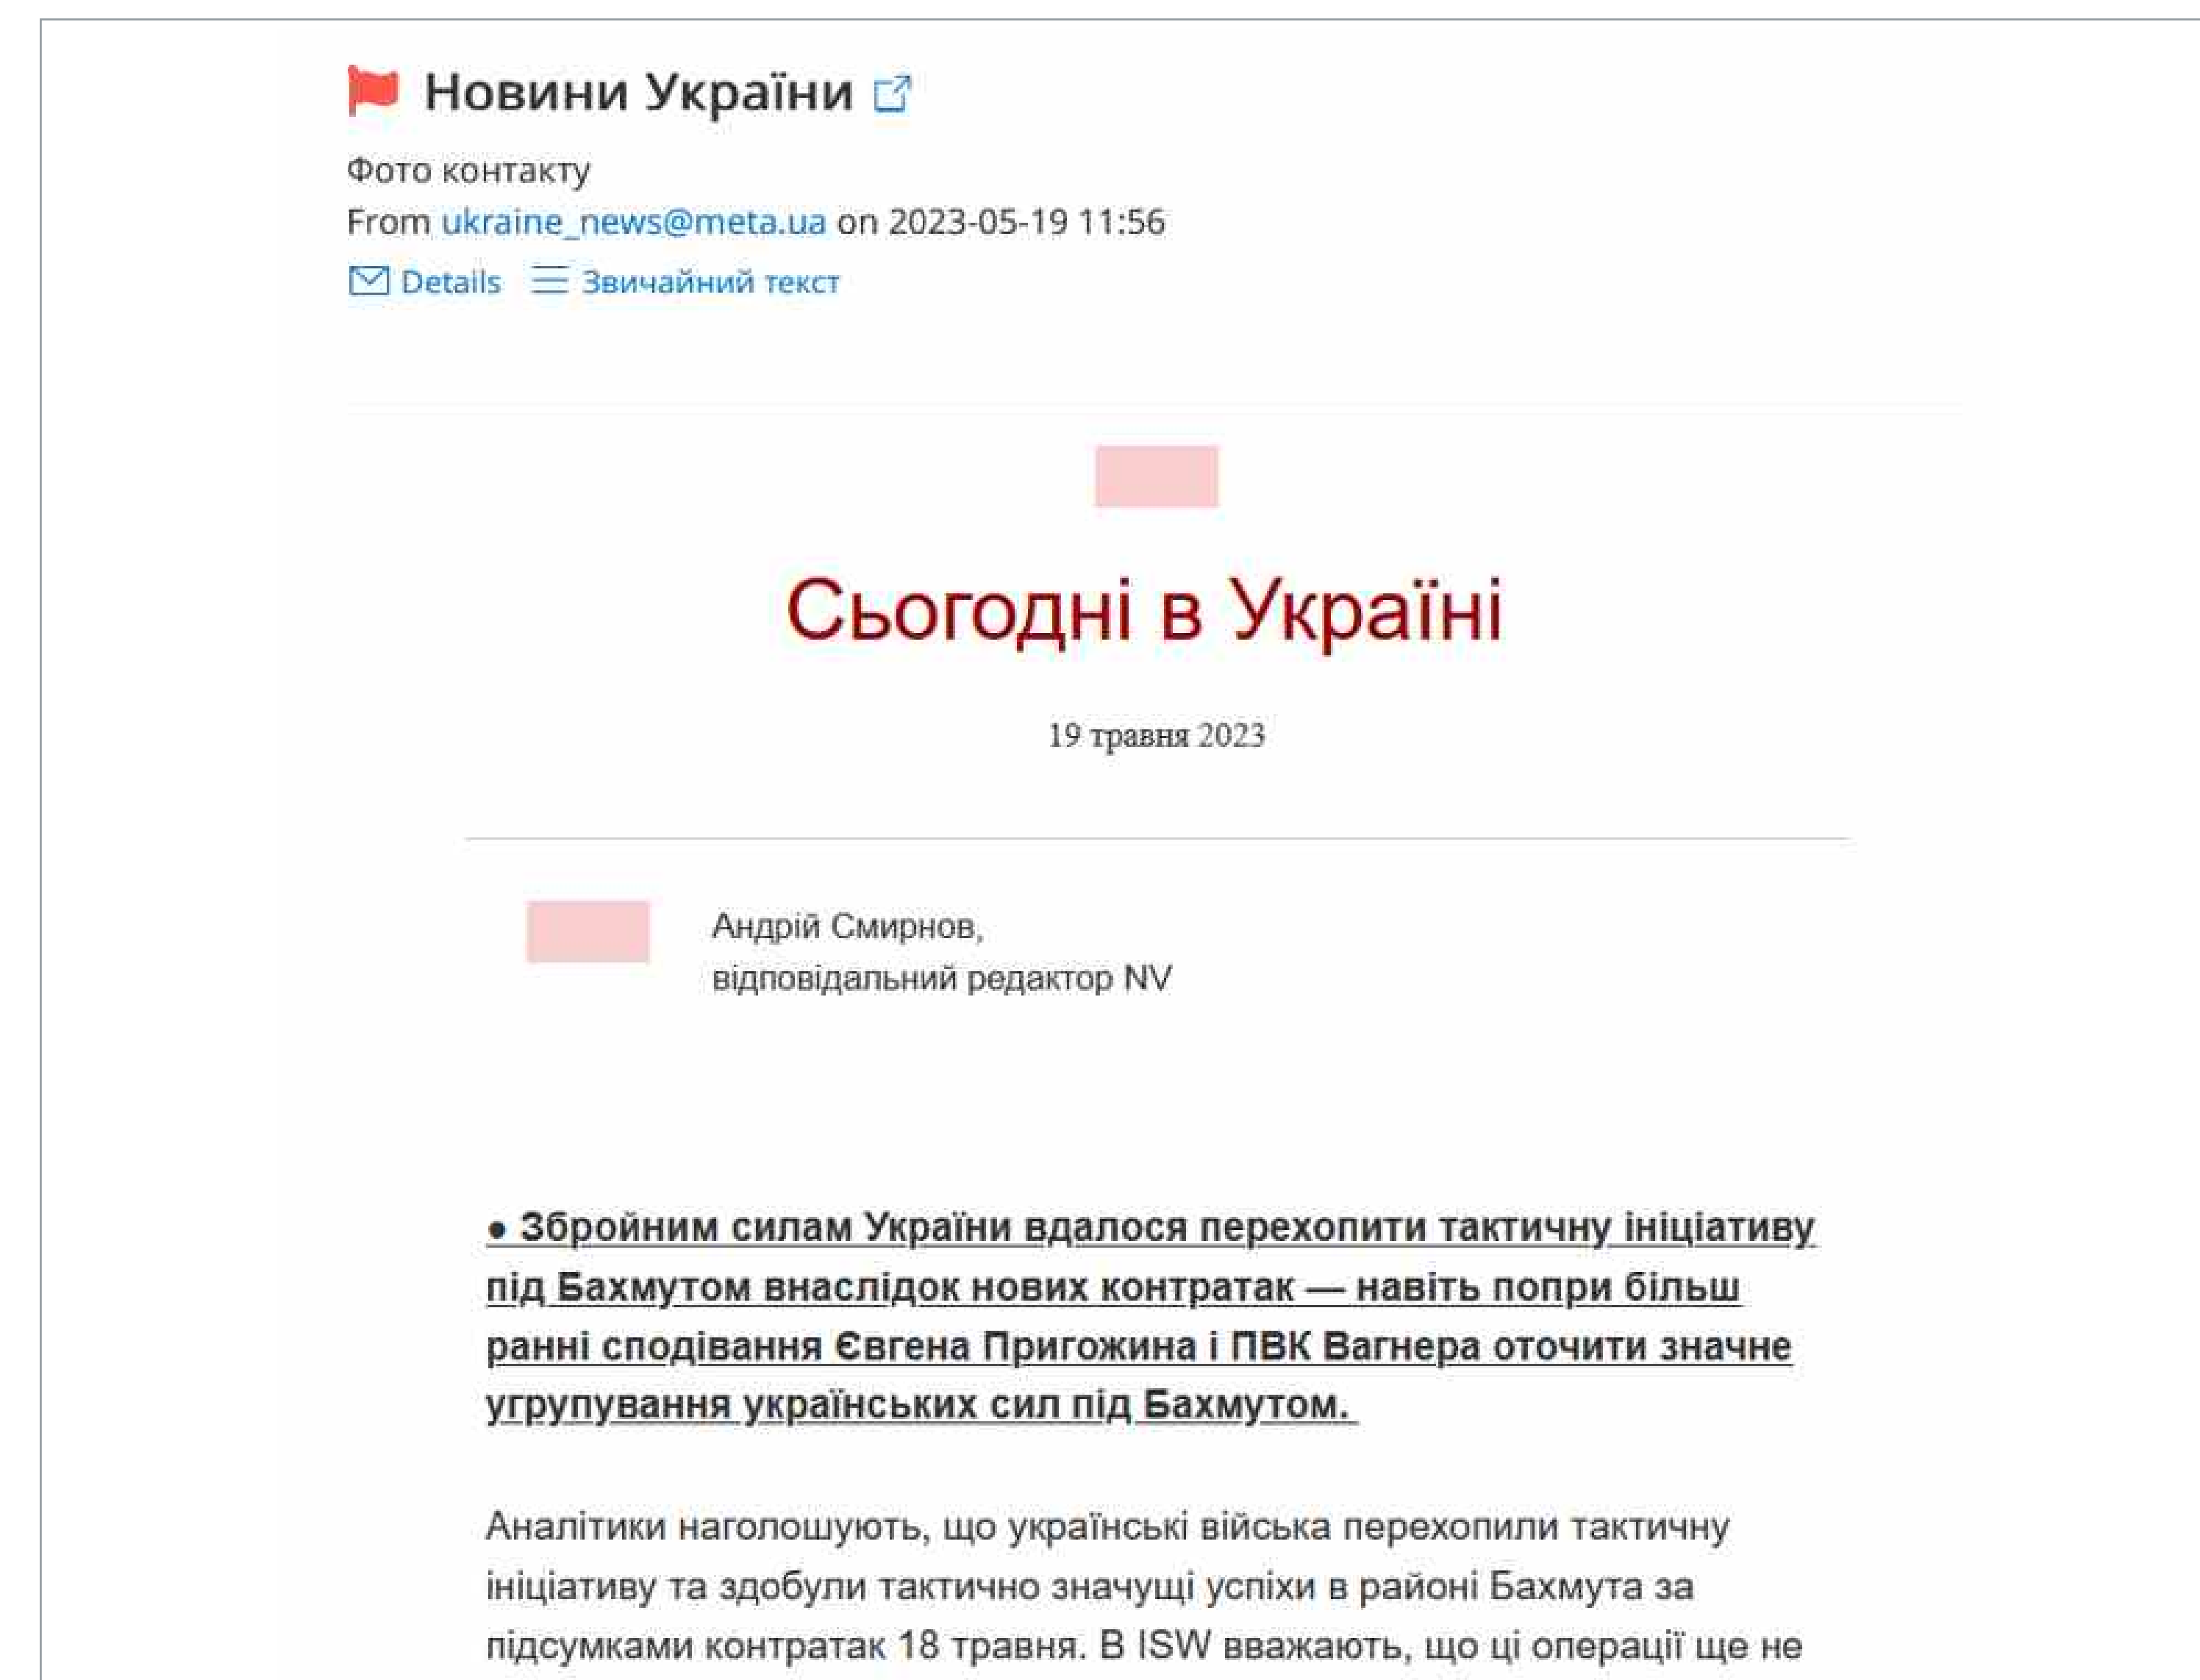 Новини України
Фото контакту
From ukraine_news@meta.ua on 2023-05-19 11:56
Details Звичайний текст
Сьогодні в Україні
19 травня 2023
Андрій Смирнов,
відповідальний редактор NV
● Збройним силам України вдалося перехопити тактичну ініціативу
під Бахмутом внаслідок нових контратак — навіть попри більш
ранні сподівання Євгена Пригожина і ПВК Вагнера оточити значне
угрупування українських сил під Бахмутом.
Аналітики наголошують, що українські війська перехопили тактичну
ініціативу та здобули тактично значущі успіхи в районі Бахмута за
підсумками контратак 18 травня. В ISW вважають, що ці операції ще не